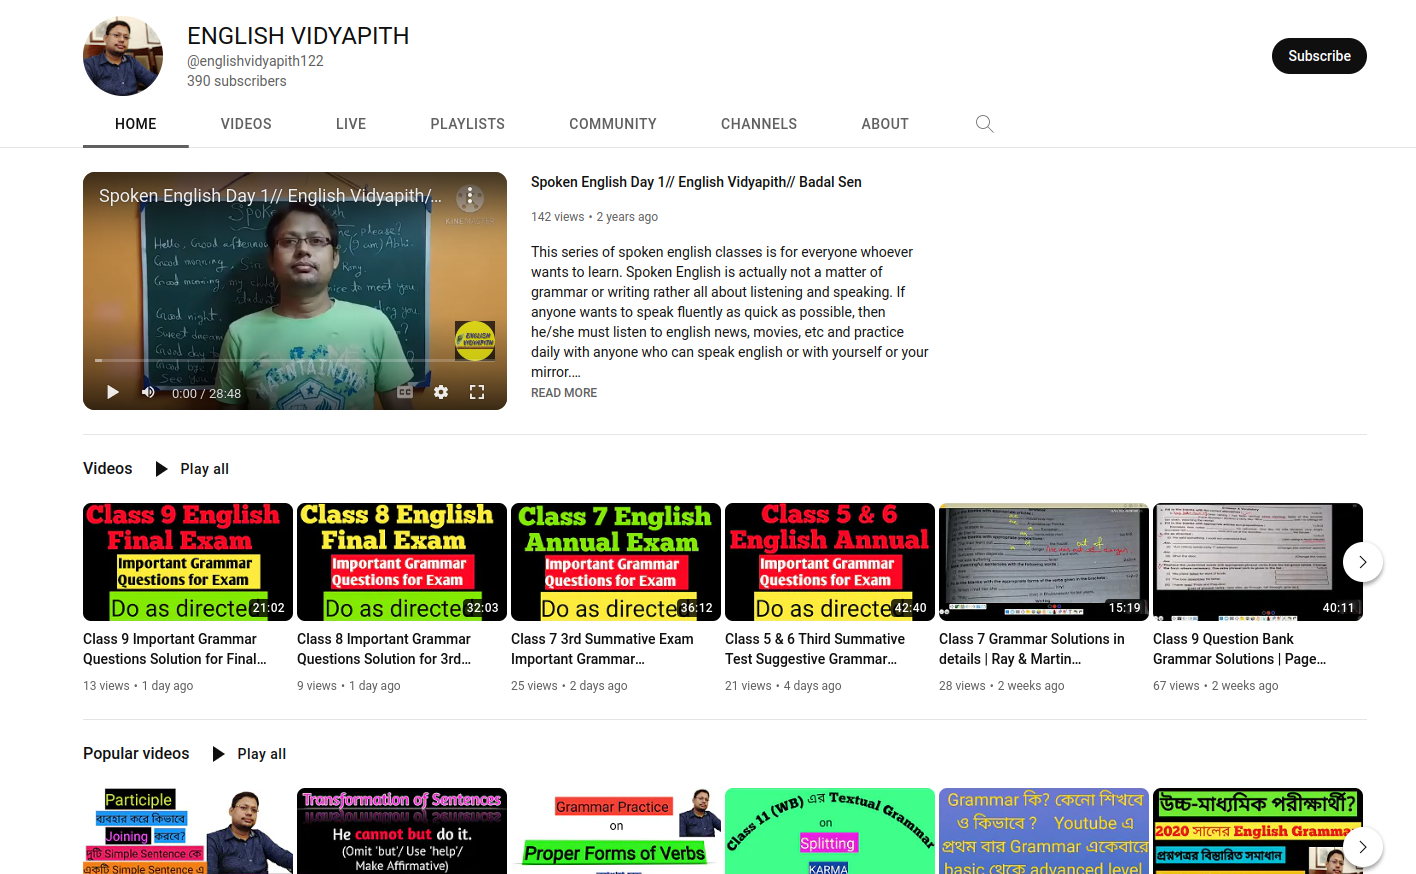 ENGLISH VIDYAPITH
@englishvidyapith122
390 subscribers
Subscribe
HOME
VIDEOS
LIVE
PLAYLISTS
COMMUNITY
CHANNELS
ABOUT
Spoken English Day 1// English Vidyapith/...
KINEMASTER
Good morning, Sir
Good night,
See you
ENGLISH
VIDYAPITH
MAINTAINING
0:00 / 28:48
Spoken English Day 1// English Vidyapith// Badal Sen
142 views • 2 years ago
This series of spoken english classes is for everyone whoever
wants to learn. Spoken English is actually not a matter of
grammar or writing rather all about listening and speaking. If
anyone wants to speak fluently as quick as possible, then
he/she must listen to english news, movies, etc and practice
daily with anyone who can speak english or with yourself or your
mirror....
READ MORE
Videos
Play all
Class 9 English
Final Exam
Important Grammar
Questions for Exam
Do as directe
21:02
Class 8 English
Final Exam
Important Grammar
Questions for Exam
Do as directe
32:03
Class 7 English
Annual Exam
Important Grammar
Questions for Exam
Do as directe
36:12
Class 5 & 6
English Annual
Important Grammar
Questions for Exam
Do as directe
42:40
15:19
40:11
Class 9 Important Grammar
Questions Solution for Final...
13 views • 1 day ago
Class 8 Important Grammar
Questions Solution for 3rd...
9 views • 1 day ago
Class 7 3rd Summative Exam
Important Grammar...
25 views • 2 days ago
Class 5 & 6 Third Summative
Test Suggestive Grammar...
21 views • 4 days ago
Class 7 Grammar Solutions in
details | Ray & Martin...
28 views • 2 weeks ago
Class 9 Question Bank
Grammar Solutions | Page...
67 views • 2 weeks ago
Popular videos
Play all
Participle
ব্যবহার করে কিভাবে
Joining করবে?
দুটি Simple Sentence কে
একটি Simple Sentence এ
Transformation of Sentences
He cannot but do it.
(Omit 'but'/ Use 'help'/
Make Affirmative)
Grammar Practice
on
Proper Forms of Verbs
Class 11 (WB) এর Textual Grammar
on
Splitting
KARMA
Grammar কি? কেনো শিখবে
ও কিভাবে ? Youtube এ
প্রথম বার Grammar একেবারে
basic থেকে advanced level
উচ্চ-মাধ্যমিক পরীক্ষার্থী?
2020 সালের English Gramma
প্রশ্নপত্র বিস্তারিত সমাধান